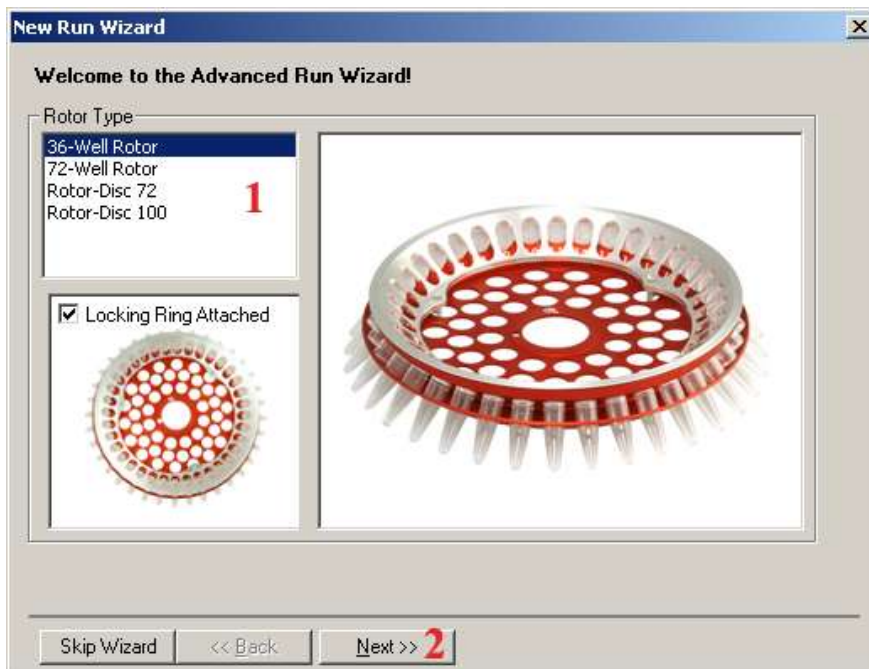 New Run Wizard
Welcome to the Advanced Run Wizard!
Rotor Type
36-Well Rotor
72-Well Rotor
Rotor-Disc 72
Rotor-Disc 100
1
Locking Ring Attached
Skip Wizard
<< Back
Next >>
2